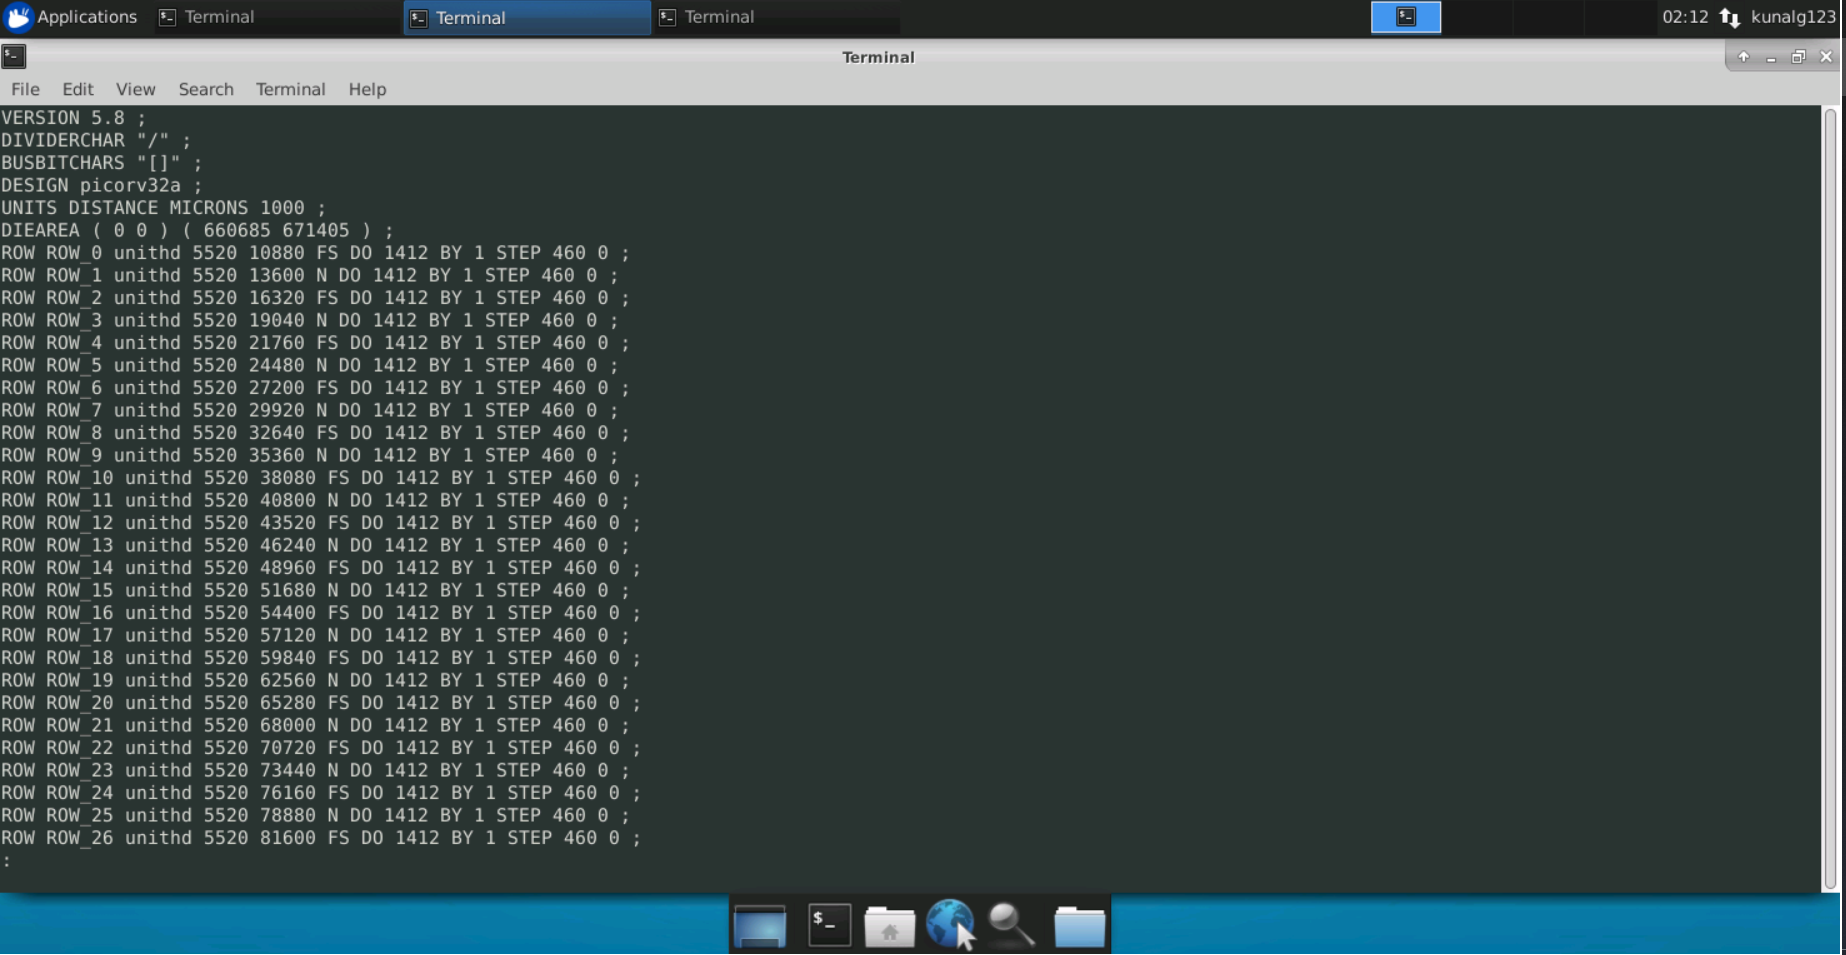 Applications Terminal Terminal Terminal 02:12 kunalg123
Terminal
File Edit View Search Terminal Help
VERSION 5.8 ;
DIVIDERCHAR "/" ;
BUSBITCHARS "[]" ;
DESIGN picorv32a ;
UNITS DISTANCE MICRONS 1000 ;
DIEAREA ( 0 0 ) ( 660685 671405 ) ;
ROW ROW_0 unithd 5520 10880 FS DO 1412 BY 1 STEP 460 0 ;
ROW ROW_1 unithd 5520 13600 N DO 1412 BY 1 STEP 460 0 ;
ROW ROW_2 unithd 5520 16320 FS DO 1412 BY 1 STEP 460 0 ;
ROW ROW_3 unithd 5520 19040 N DO 1412 BY 1 STEP 460 0 ;
ROW ROW_4 unithd 5520 21760 FS DO 1412 BY 1 STEP 460 0 ;
ROW ROW_5 unithd 5520 24480 N DO 1412 BY 1 STEP 460 0 ;
ROW ROW_6 unithd 5520 27200 FS DO 1412 BY 1 STEP 460 0 ;
ROW ROW_7 unithd 5520 29920 N DO 1412 BY 1 STEP 460 0 ;
ROW ROW_8 unithd 5520 32640 FS DO 1412 BY 1 STEP 460 0 ;
ROW ROW_9 unithd 5520 35360 N DO 1412 BY 1 STEP 460 0 ;
ROW ROW_10 unithd 5520 38080 FS DO 1412 BY 1 STEP 460 0 ;
ROW ROW_11 unithd 5520 40800 N DO 1412 BY 1 STEP 460 0 ;
ROW ROW_12 unithd 5520 43520 FS DO 1412 BY 1 STEP 460 0 ;
ROW ROW_13 unithd 5520 46240 N DO 1412 BY 1 STEP 460 0 ;
ROW ROW_14 unithd 5520 48960 FS DO 1412 BY 1 STEP 460 0 ;
ROW ROW_15 unithd 5520 51680 N DO 1412 BY 1 STEP 460 0 ;
ROW ROW_16 unithd 5520 54400 FS DO 1412 BY 1 STEP 460 0 ;
ROW ROW_17 unithd 5520 57120 N DO 1412 BY 1 STEP 460 0 ;
ROW ROW_18 unithd 5520 59840 FS DO 1412 BY 1 STEP 460 0 ;
ROW ROW_19 unithd 5520 62560 N DO 1412 BY 1 STEP 460 0 ;
ROW ROW_20 unithd 5520 65280 FS DO 1412 BY 1 STEP 460 0 ;
ROW ROW_21 unithd 5520 68000 N DO 1412 BY 1 STEP 460 0 ;
ROW ROW_22 unithd 5520 70720 FS DO 1412 BY 1 STEP 460 0 ;
ROW ROW_23 unithd 5520 73440 N DO 1412 BY 1 STEP 460 0 ;
ROW ROW_24 unithd 5520 76160 FS DO 1412 BY 1 STEP 460 0 ;
ROW ROW_25 unithd 5520 78880 N DO 1412 BY 1 STEP 460 0 ;
ROW ROW_26 unithd 5520 81600 FS DO 1412 BY 1 STEP 460 0 ;
: